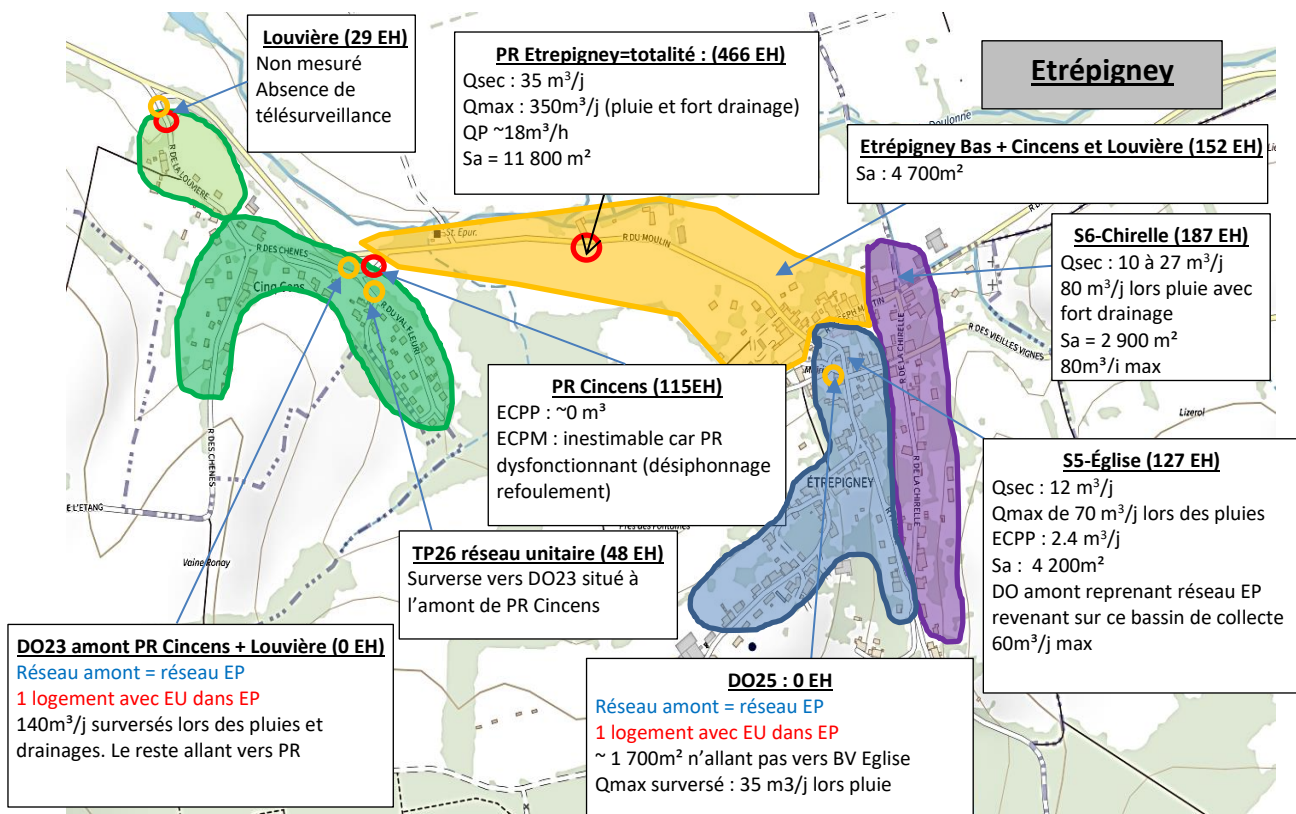 Louvière (29 EH)
Non mesuré
Absence de
télésurveillance
PR Etrepigney=totalité : (466 EH)
Qsec : 35 m³/j
Qmax : 350m³/j (pluie et fort drainage)
QP ~18m³/h
Sa = 11 800 m²
Etrépigney
Etrépigney Bas + Cincens et Louvière (152 EH)
Sa : 4 700m²
S6-Chirelle (187 EH)
Qsec : 10 à 27 m³/j
80 m³/j lors pluie avec
fort drainage
Sa = 2 900 m²
80m³/i max
PR Cincens (115EH)
ECPP : ~0 m³
ECPM : inestimable car PR
dysfonctionnant (désiphonnage
refoulement)
S5-Église (127 EH)
Qsec : 12 m³/j
Qmax de 70 m³/j lors des pluies
ECPP : 2.4 m³/j
Sa :  4 200m²
DO amont reprenant réseau EP
revenant sur ce bassin de collecte
60m³/j max
TP26 réseau unitaire (48 EH)
Surverse vers DO23 situé à
l’amont de PR Cincens
DO23 amont PR Cincens + Louvière (0 EH)
Réseau amont = réseau EP
1 logement avec EU dans EP
140m³/j surversés lors des pluies et
drainages. Le reste allant vers PR
DO25 : 0 EH
Réseau amont = réseau EP
1 logement avec EU dans EP
~ 1 700m² n’allant pas vers BV Eglise
Qmax surversé : 35 m3/j lors pluie
R DE LA LOUVIÈRE
R DES CHENES
Cinq Cens
R DU VAL FLEURI
St. Epur.
R DU MOULIN
R DE LA CHIRELLE
R DES VIEILLES VIGNES
Lizerol
ÉTREPIGNEY
R DE LA CHIRELLE
R DES CHENES
E L'ETANG
Vaine Ronay